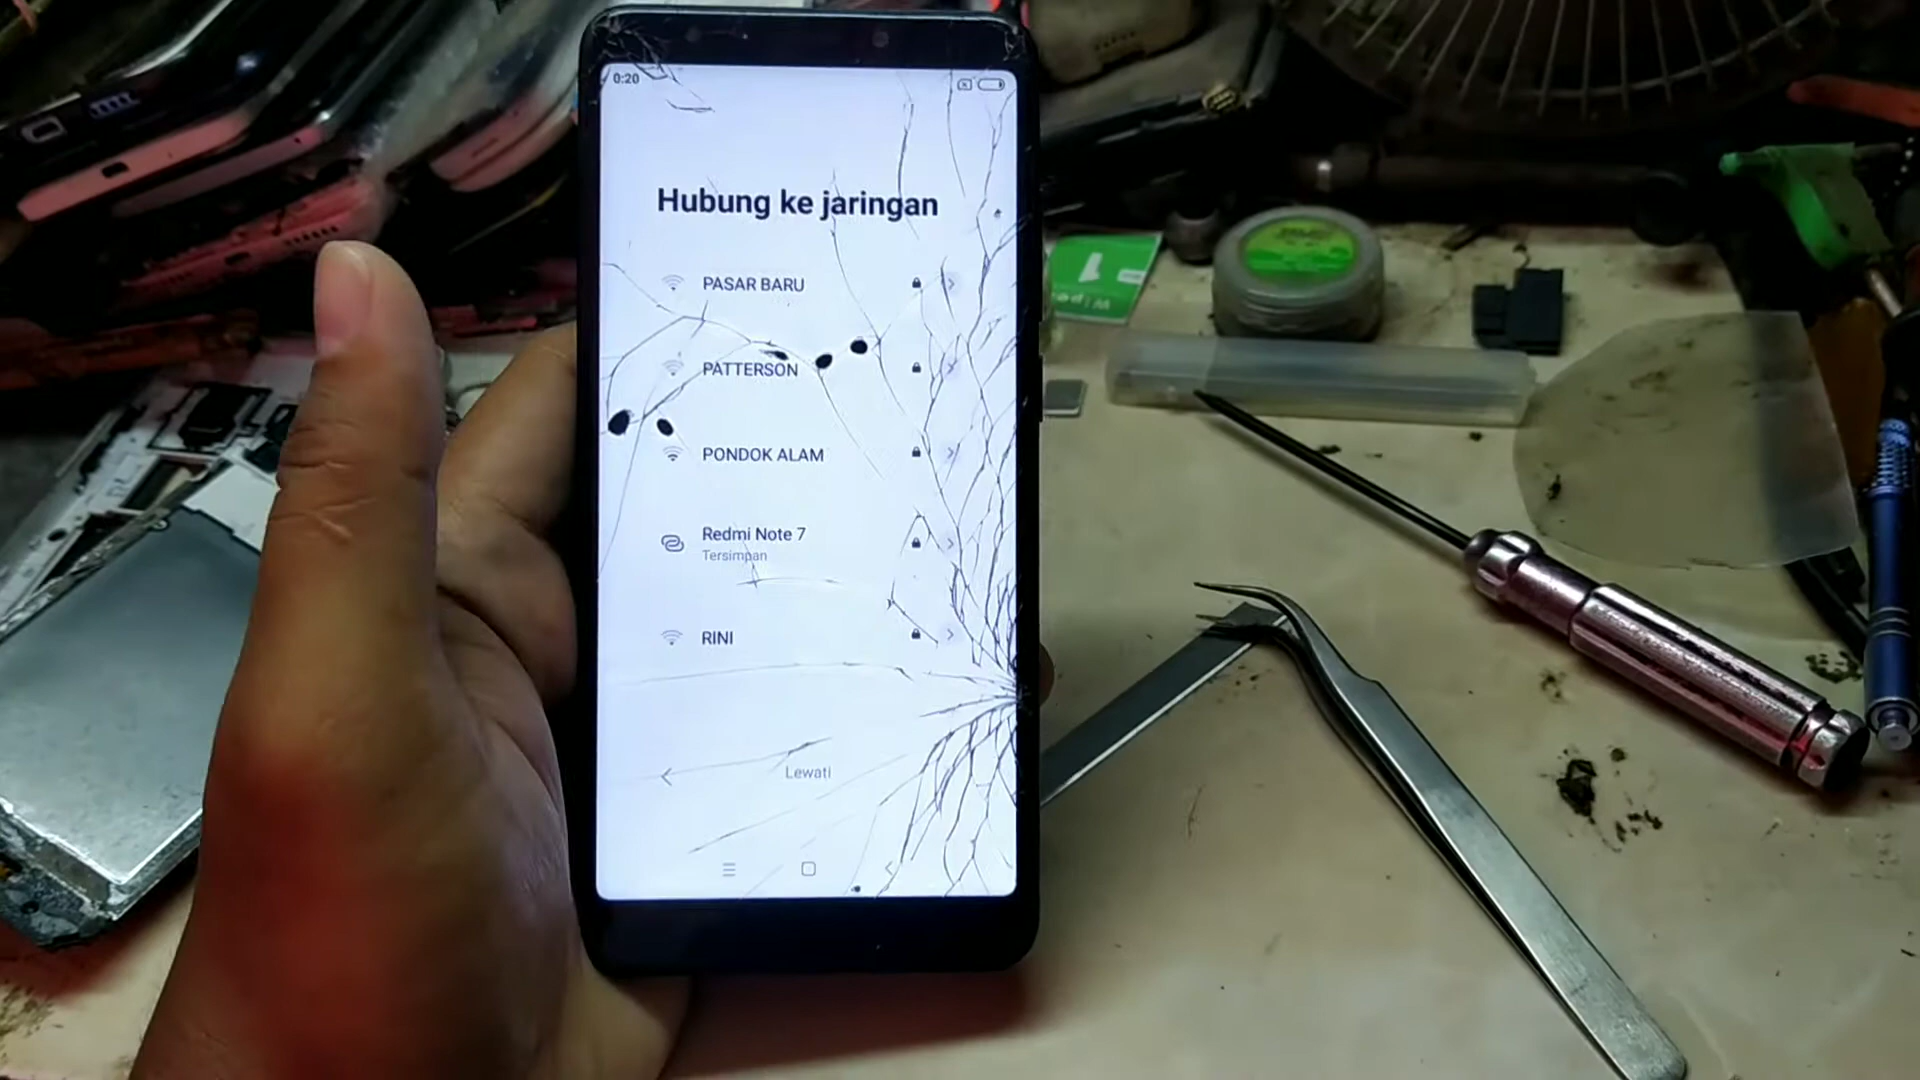 0:20
Hubung ke jaringan
PASAR BARU
PATTERSON
PONDOK ALAM
Redmi Note 7
Tersimpan
RINI
Lewati